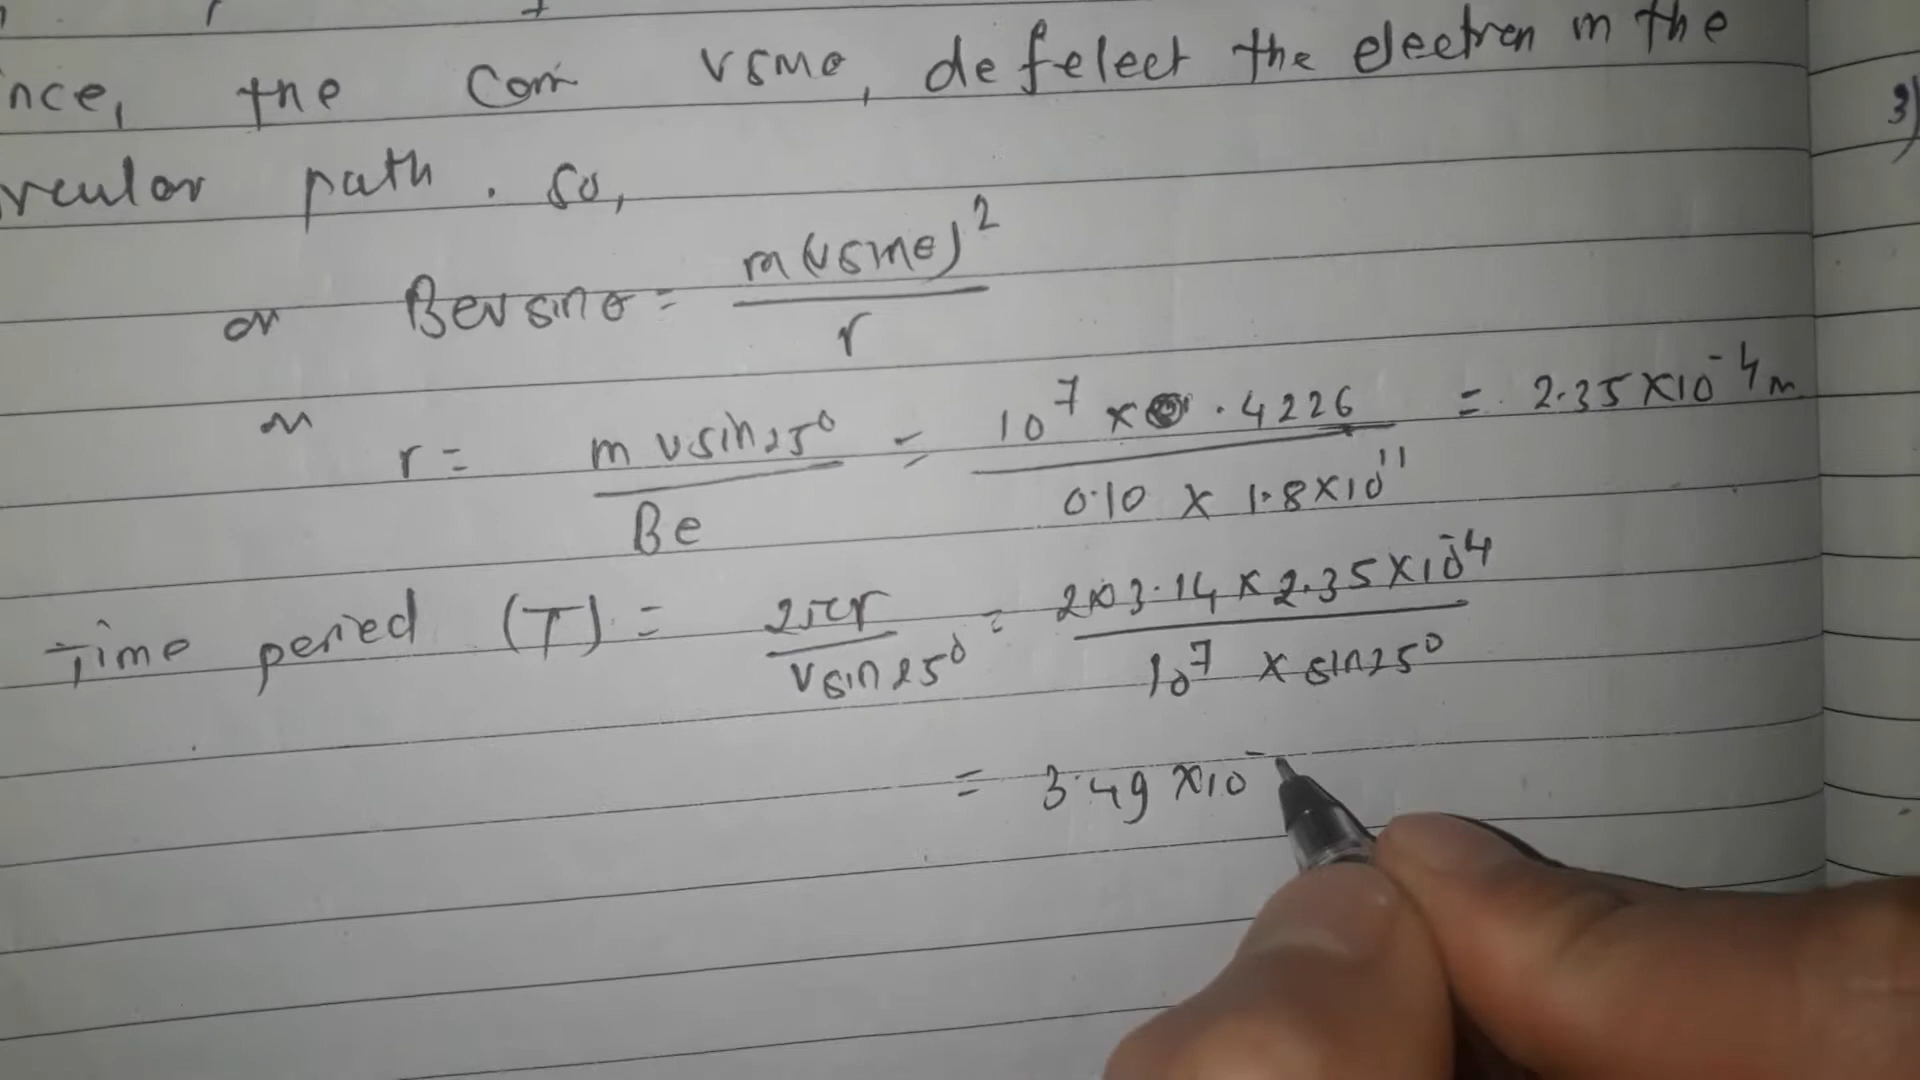 nce, the com vsinθ, defelect the electron in the
rcular path. so,
or Bev sinθ = m(vsinθ)² / r
or r = m v sin25° / Be = 10⁷ × 0.4226 / 0.10 × 1.8×10¹¹ = 2.35×10⁻⁴ m
Time period (T) = 2πr / v sin25° = 2×3.14 × 2.35×10⁻⁴ / 10⁷ × sin25°
= 3.49 ×10⁻
3)